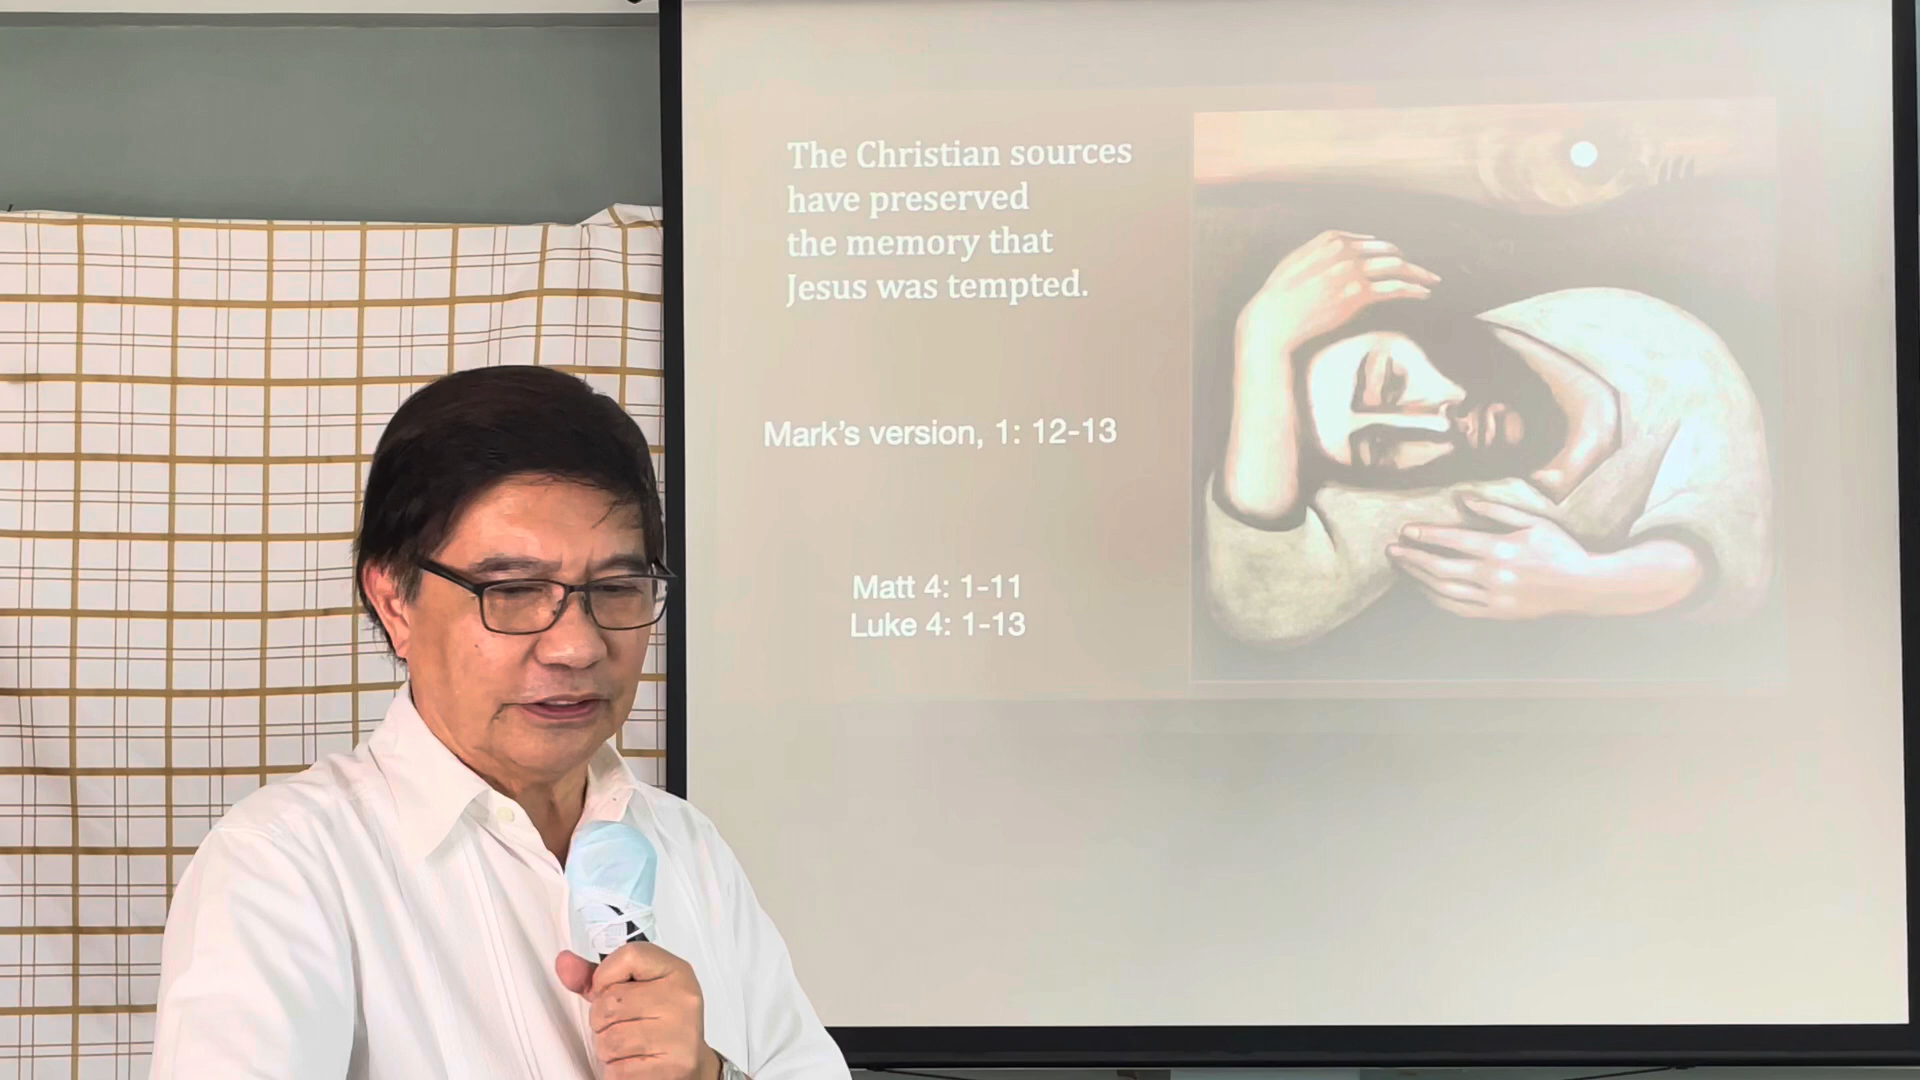 The Christian sources
have preserved
the memory that
Jesus was tempted.
Mark's version, 1: 12-13
Matt 4: 1-11
Luke 4: 1-13